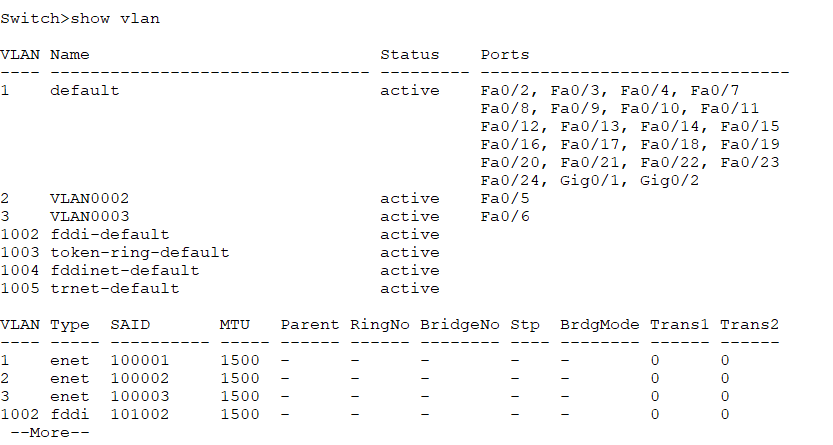 Switch>show vlan
VLAN Name                             Status    Ports
---- -------------------------------- --------- -------------------------------
1    default                          active    Fa0/2, Fa0/3, Fa0/4, Fa0/7
                                                Fa0/8, Fa0/9, Fa0/10, Fa0/11
                                                Fa0/12, Fa0/13, Fa0/14, Fa0/15
                                                Fa0/16, Fa0/17, Fa0/18, Fa0/19
                                                Fa0/20, Fa0/21, Fa0/22, Fa0/23
                                                Fa0/24, Gig0/1, Gig0/2
2    VLAN0002                         active    Fa0/5
3    VLAN0003                         active    Fa0/6
1002 fddi-default                     active
1003 token-ring-default               active
1004 fddinet-default                  active
1005 trnet-default                    active
VLAN Type  SAID       MTU   Parent RingNo BridgeNo Stp  BrdgMode Trans1 Trans2
---- ----- ---------- ----- ------ ------ -------- ---- -------- ------ ------
1    enet  100001     1500  -      -      -        -    -        0      0
2    enet  100002     1500  -      -      -        -    -        0      0
3    enet  100003     1500  -      -      -        -    -        0      0
1002 fddi  101002     1500  -      -      -        -    -        0      0
 --More--